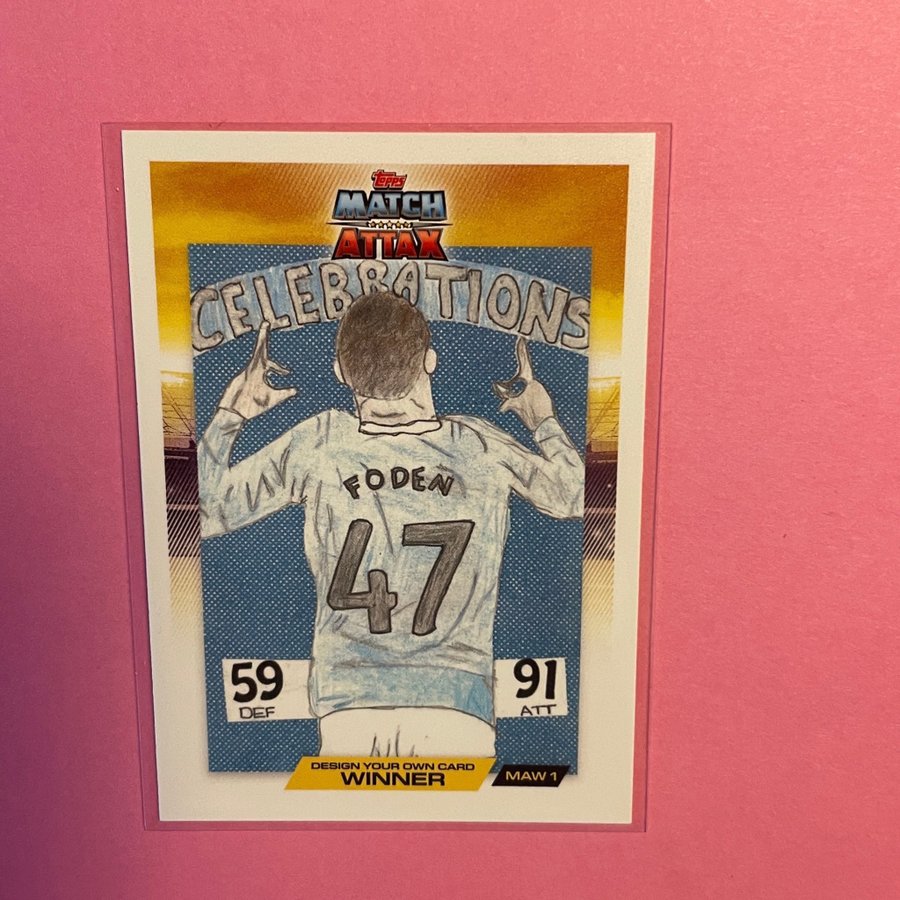 topps
MATCH
ATTAX
CELEBRATIONS
FODEN
47
59
DEF
91
ATT
DESIGN YOUR OWN CARD
WINNER
MAW 1